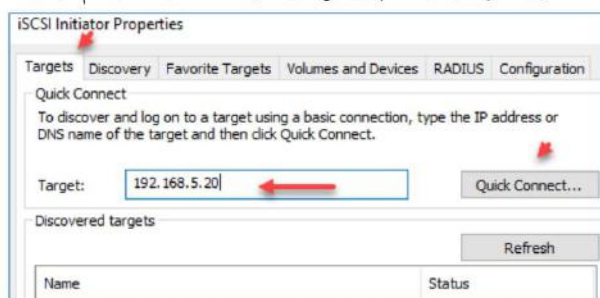 iSCSI Initiator Properties
Targets Discovery Favorite Targets Volumes and Devices RADIUS Configuration
Quick Connect
To discover and log on to a target using a basic connection, type the IP address or
DNS name of the target and then click Quick Connect.
Target: 192.168.5.20 Quick Connect...
Discovered targets
Refresh
Name Status